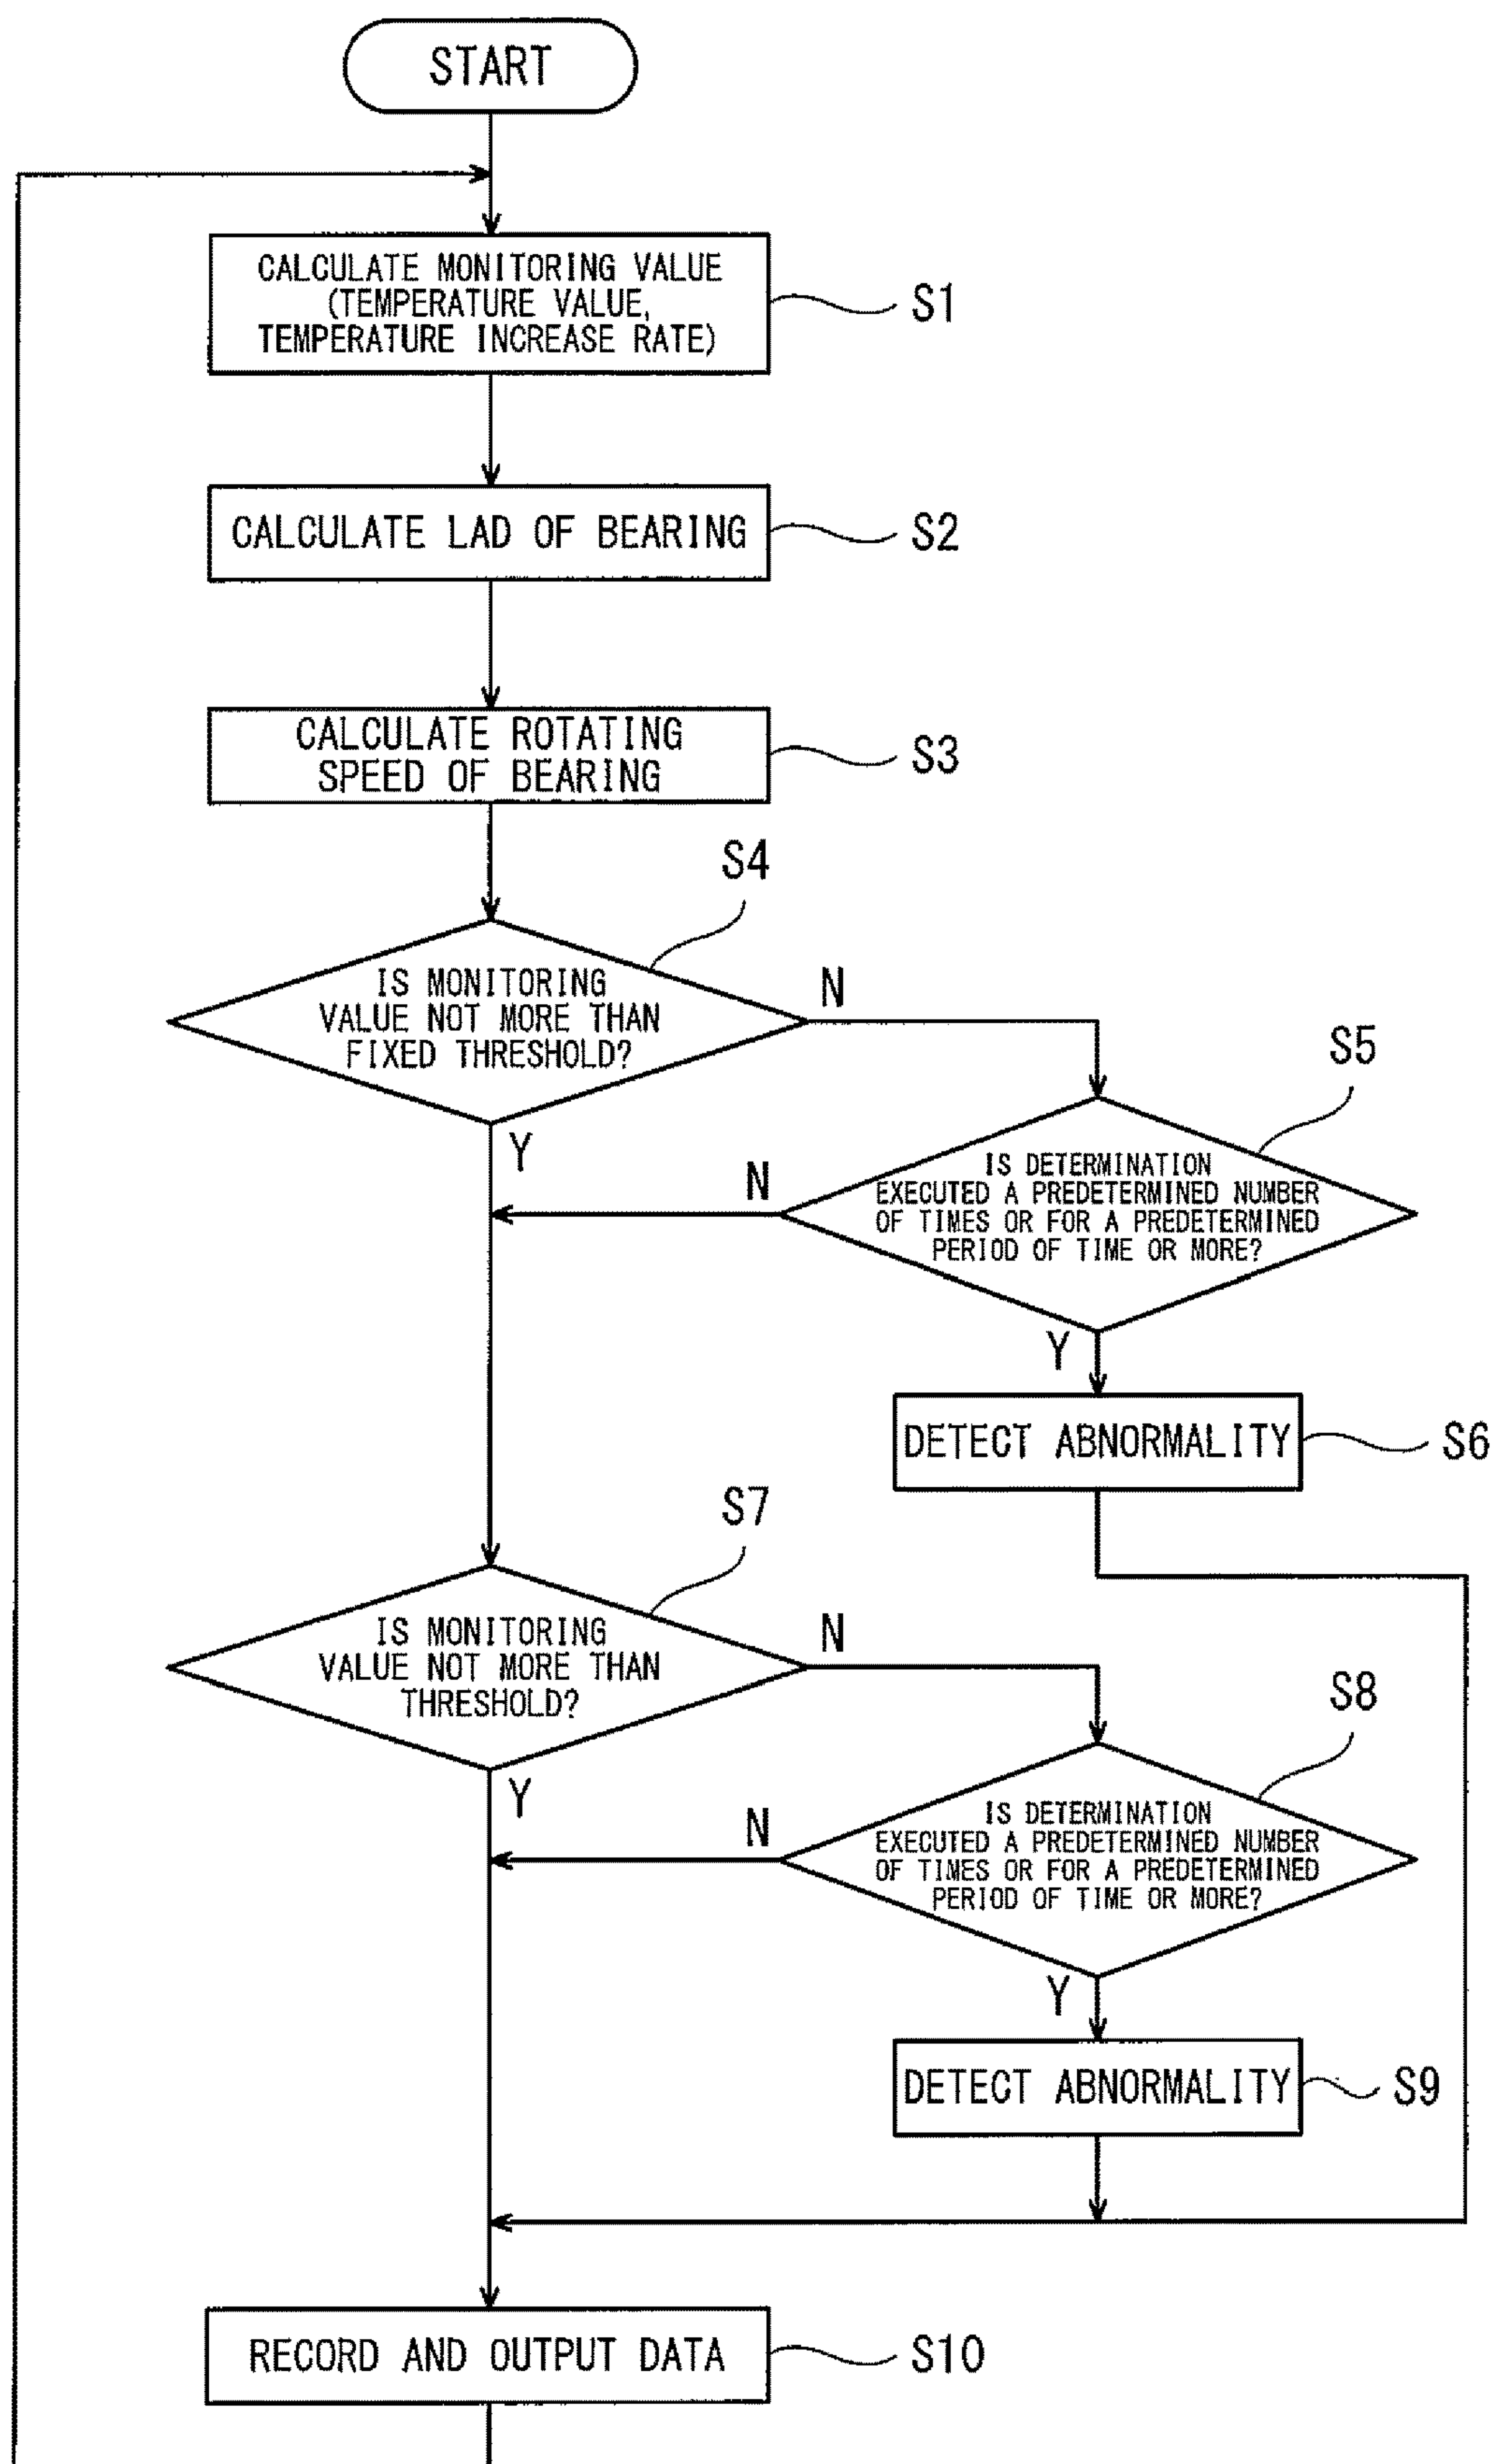 START
CALCULATE MONITORING VALUE
(TEMPERATURE VALUE,
TEMPERATURE INCREASE RATE)
S1
CALCULATE LAD OF BEARING
S2
CALCULATE ROTATING
SPEED OF BEARING
S3
S4
IS MONITORING
VALUE NOT MORE THAN
FIXED THRESHOLD?
N
Y
S5
IS DETERMINATION
EXECUTED A PREDETERMINED NUMBER
OF TIMES OR FOR A PREDETERMINED
PERIOD OF TIME OR MORE?
N
Y
DETECT ABNORMALITY
S6
S7
IS MONITORING
VALUE NOT MORE THAN
THRESHOLD?
N
Y
S8
IS DETERMINATION
EXECUTED A PREDETERMINED NUMBER
OF TIMES OR FOR A PREDETERMINED
PERIOD OF TIME OR MORE?
N
Y
DETECT ABNORMALITY
S9
RECORD AND OUTPUT DATA
S10